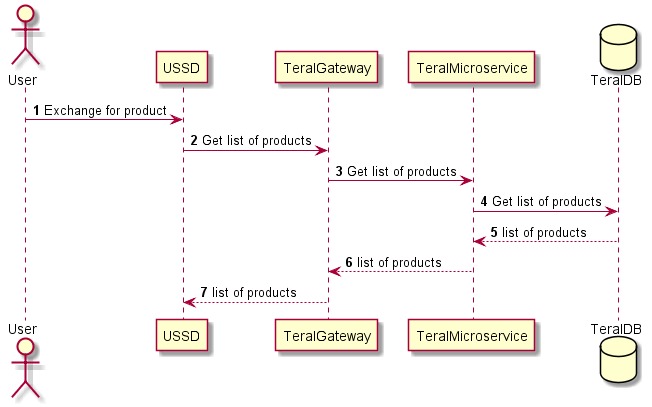 User
USSD
TeralGateway
TeralMicroservice
TeralDB
1 Exchange for product
2 Get list of products
3 Get list of products
4 Get list of products
5 list of products
6 list of products
7 list of products
User
USSD
TeralGateway
TeralMicroservice
TeralDB